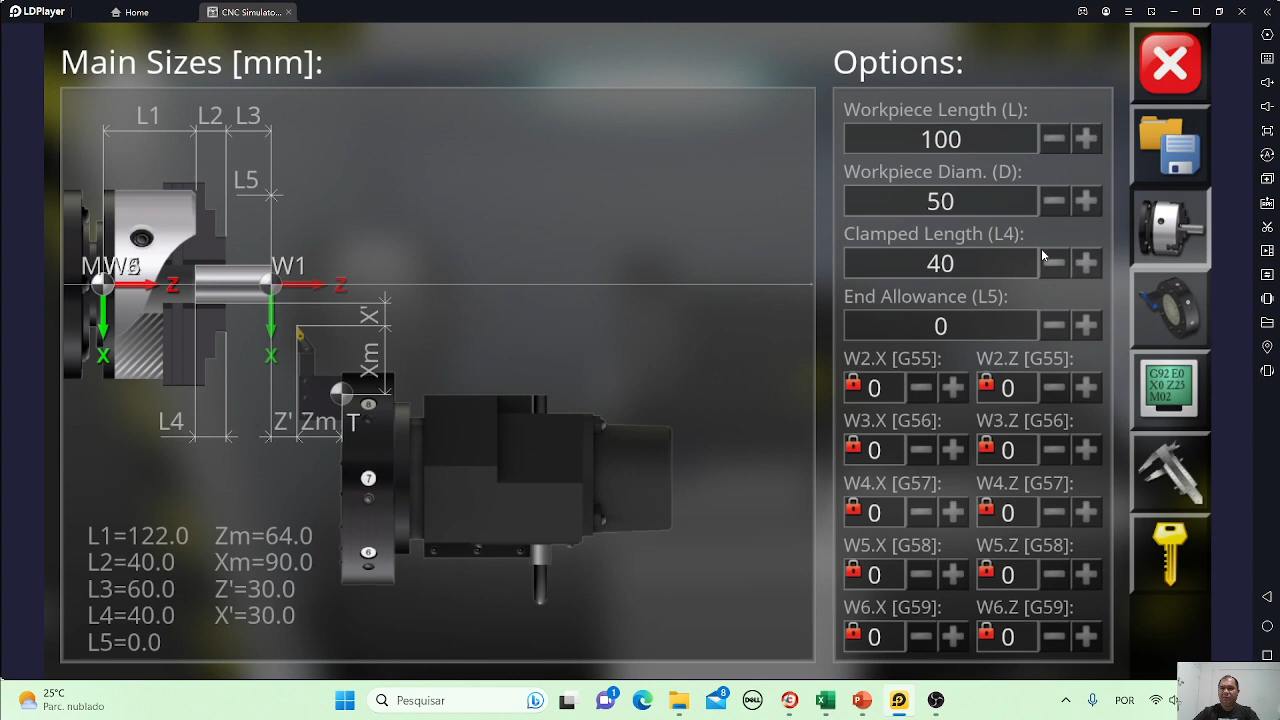 LDPlayer
Home
CNC Simulato...
Main Sizes [mm]:
Options:
L1
L2
L3
L5
W1
Z
Z
X
X
X'
Xm
Z'
Zm
T
L4
8
7
6
L1=122.0
L2=40.0
L3=60.0
L4=40.0
L5=0.0
Zm=64.0
Xm=90.0
Z'=30.0
X'=30.0
Workpiece Length (L):
100
Workpiece Diam. (D):
50
Clamped Length (L4):
40
End Allowance (L5):
0
W2.X [G55]: W2.Z [G55]:
0 0
W3.X [G56]: W3.Z [G56]:
0 0
W4.X [G57]: W4.Z [G57]:
0 0
W5.X [G58]: W5.Z [G58]:
0 0
W6.X [G59]: W6.Z [G59]:
0 0
G92 E0
X0 Z25
M02
25°C
Parc. nublado
Pesquisar
1
8
DELL
POR